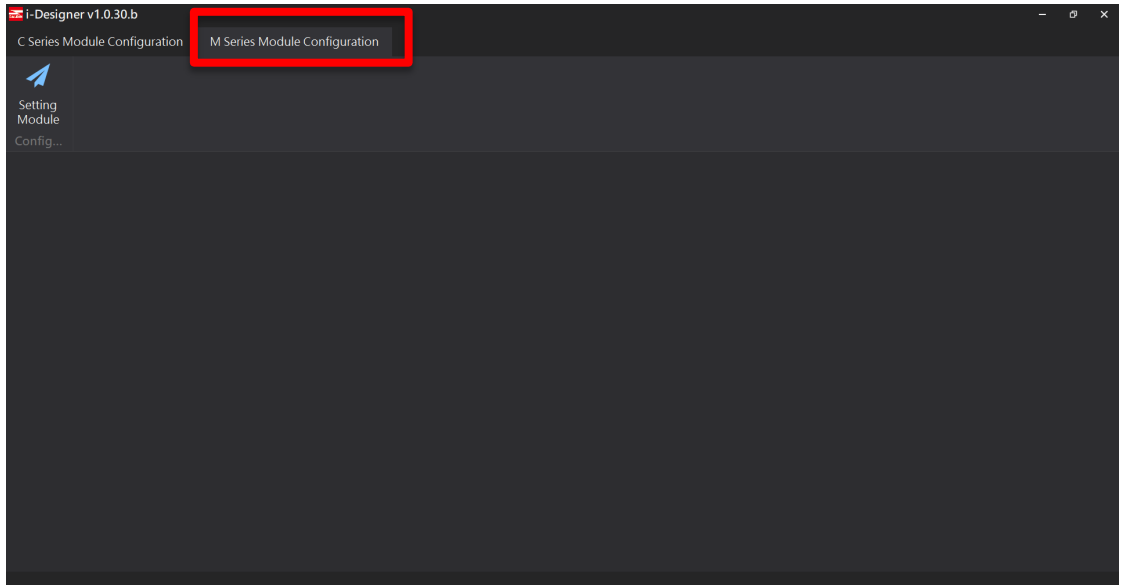 i-Designer v1.0.30.b
C Series Module Configuration
M Series Module Configuration
Setting
Module
Config...